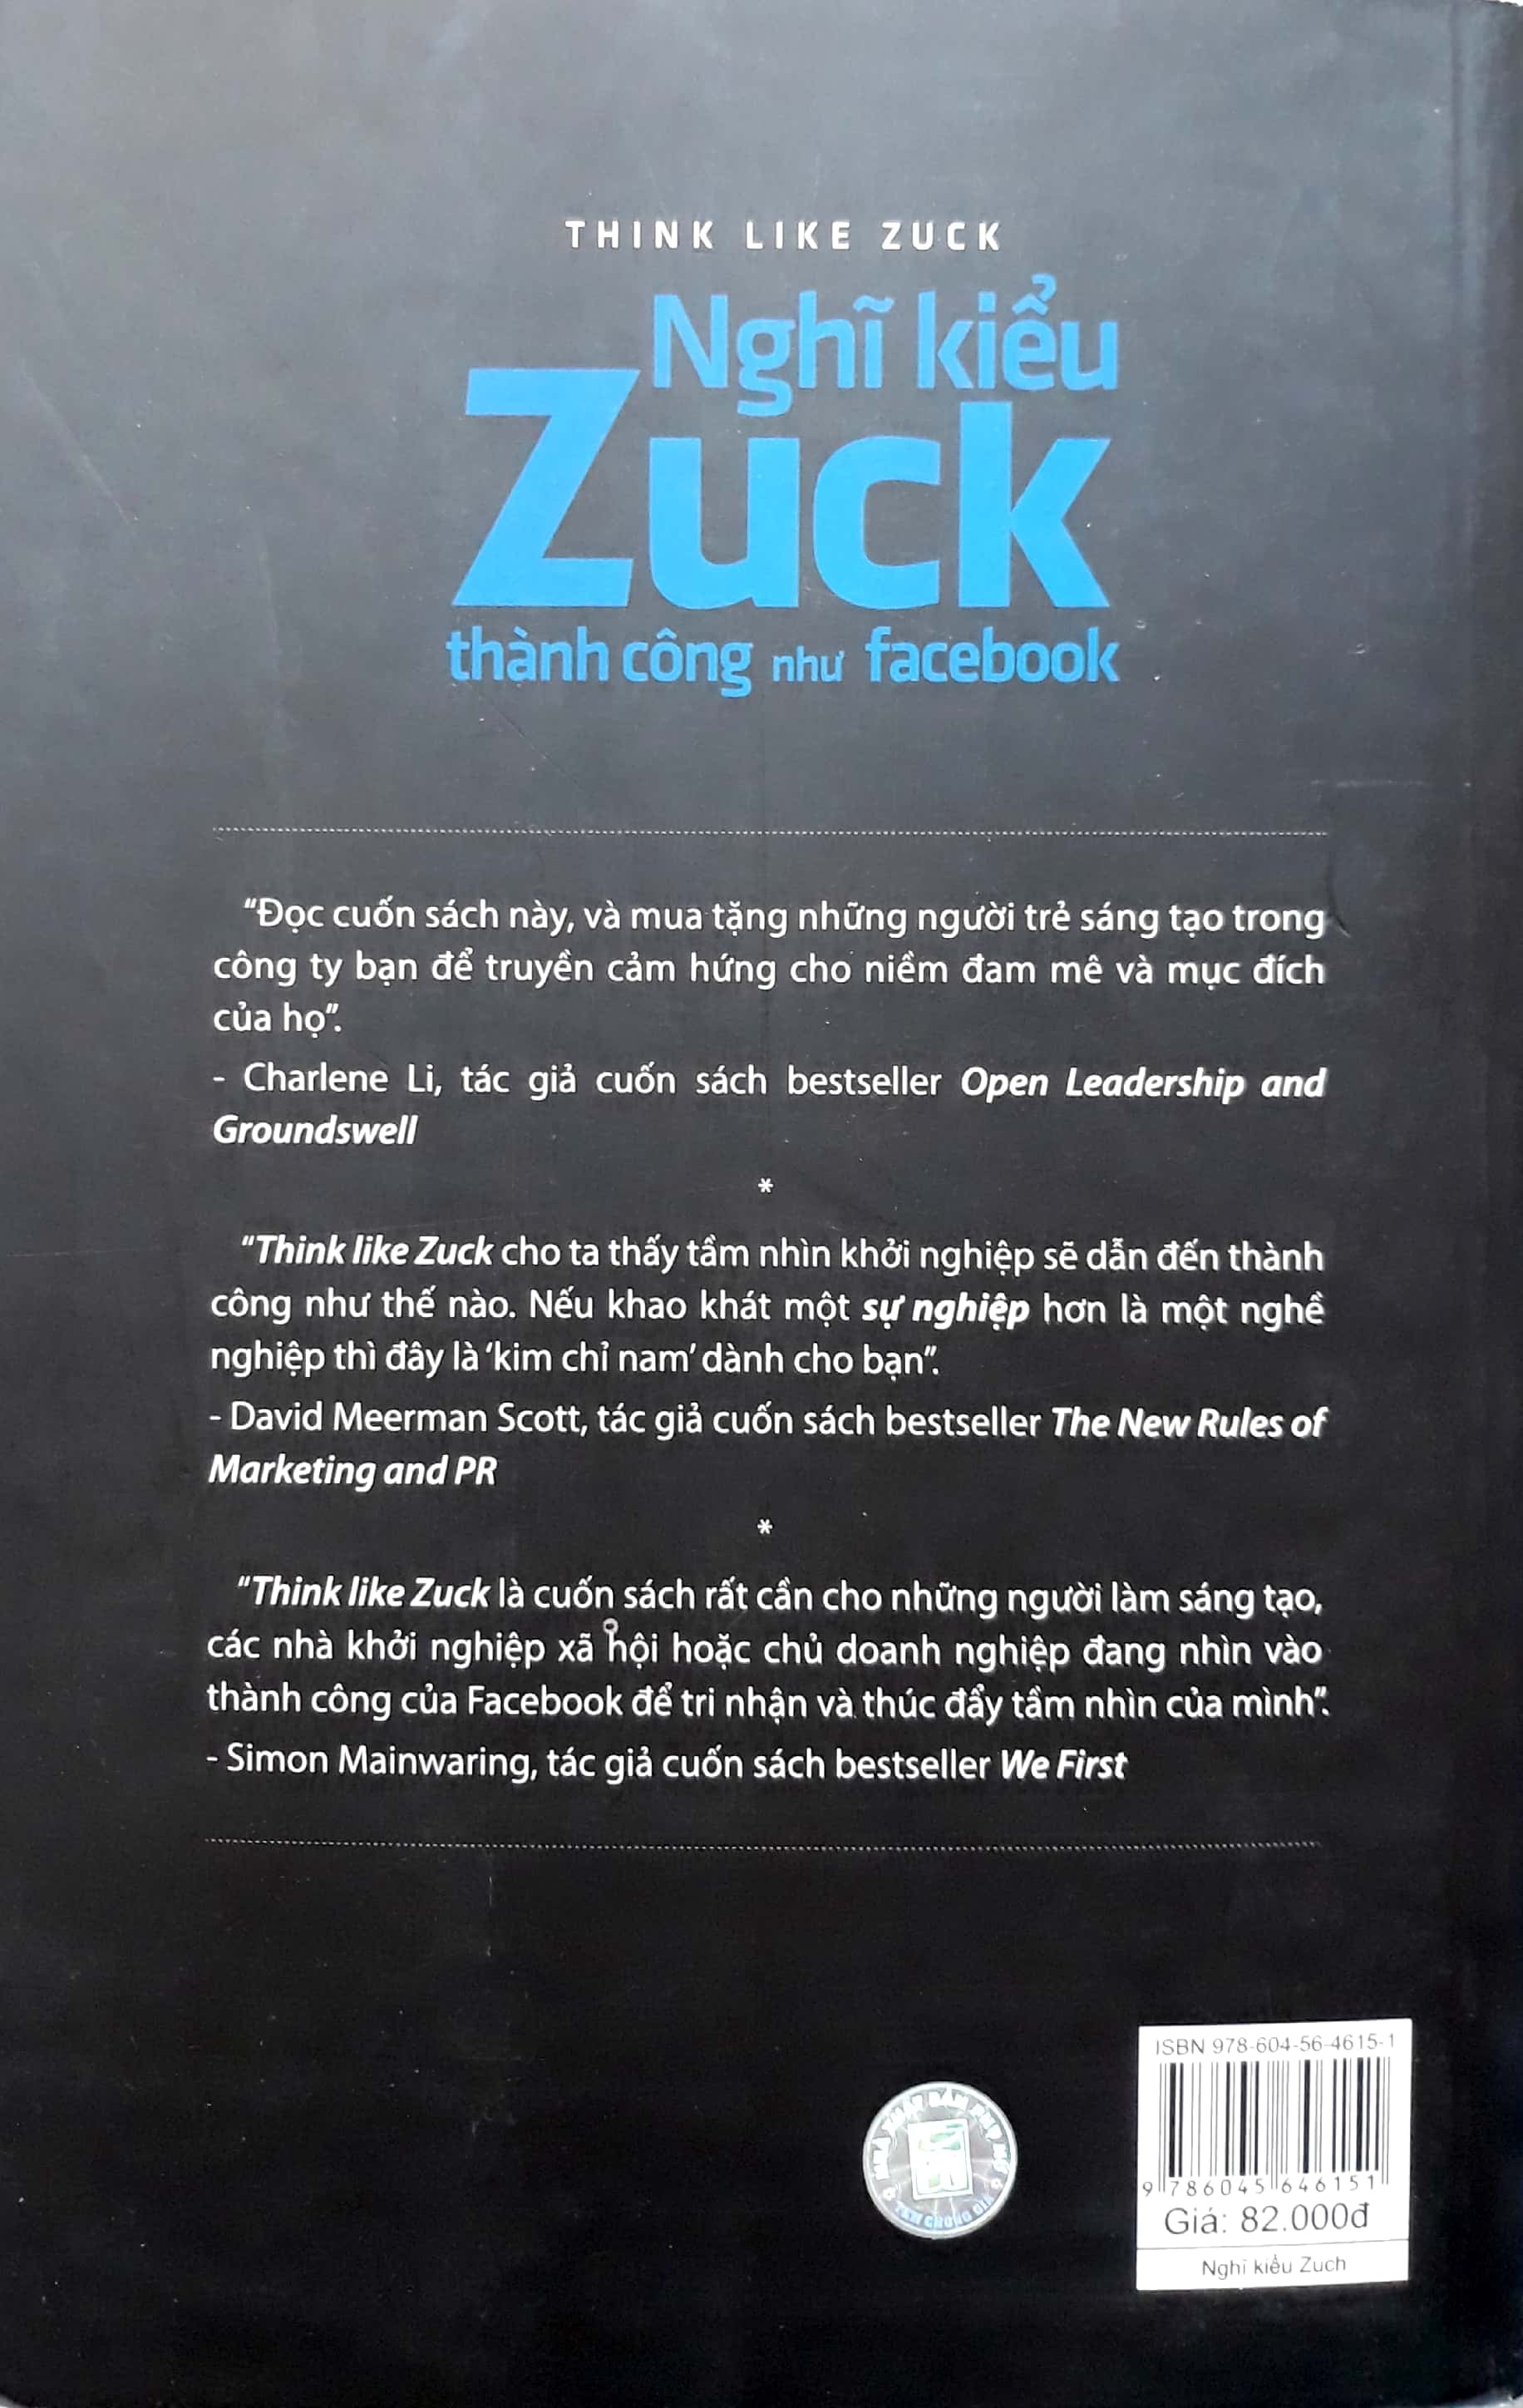 THINK LIKE ZUCK
Nghĩ kiểu
Zuck
thành công như facebook
“Đọc cuốn sách này, và mua tặng những người trẻ sáng tạo trong
công ty bạn để truyền cảm hứng cho niềm đam mê và mục đích
của họ”.
- Charlene Li, tác giả cuốn sách bestseller Open Leadership and
Groundswell
*
“Think like Zuck cho ta thấy tầm nhìn khởi nghiệp sẽ dẫn đến thành
công như thế nào. Nếu khao khát một sự nghiệp hơn là một nghề
nghiệp thì đây là ‘kim chỉ nam’ dành cho bạn”.
- David Meerman Scott, tác giả cuốn sách bestseller The New Rules of
Marketing and PR
*
“Think like Zuck là cuốn sách rất cần cho những người làm sáng tạo,
các nhà khởi nghiệp xã hội hoặc chủ doanh nghiệp đang nhìn vào
thành công của Facebook để tri nhận và thúc đẩy tầm nhìn của mình”.
- Simon Mainwaring, tác giả cuốn sách bestseller We First
NHÀ XUẤT BẢN PHỤ NỮ
ISBN 978-604-56-4615-1
9 786045 646151
Giá: 82.000đ
Nghĩ kiểu Zuch